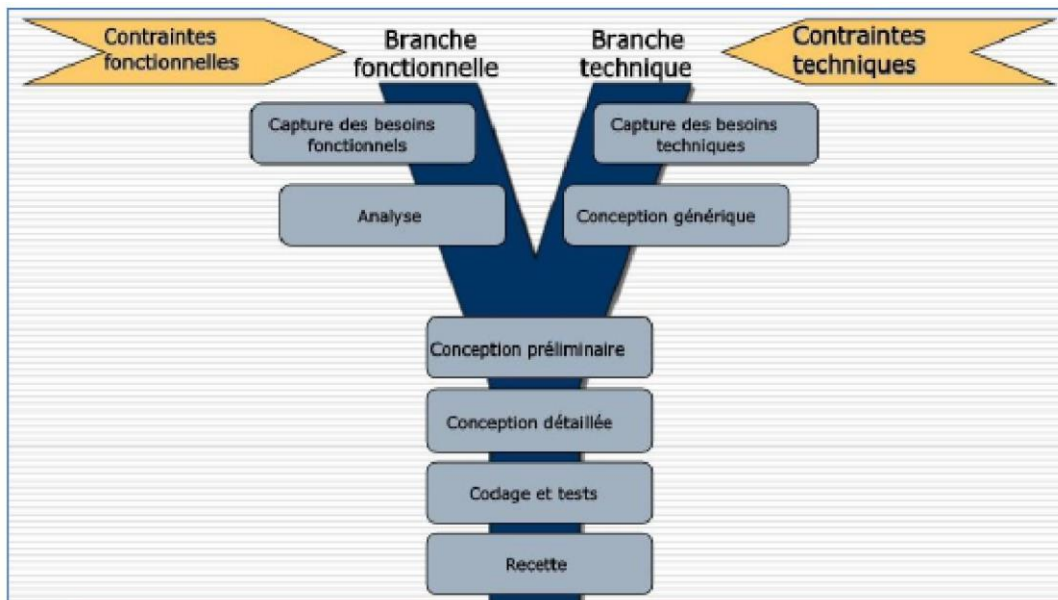 Contraintes
fonctionnelles
Branche
fonctionnelle
Branche
technique
Contraintes
techniques
Capture des besoins
fonctionnels
Capture des besoins
techniques
Analyse
Conception générique
Conception préliminaire
Conception détaillée
Codage et tests
Recette